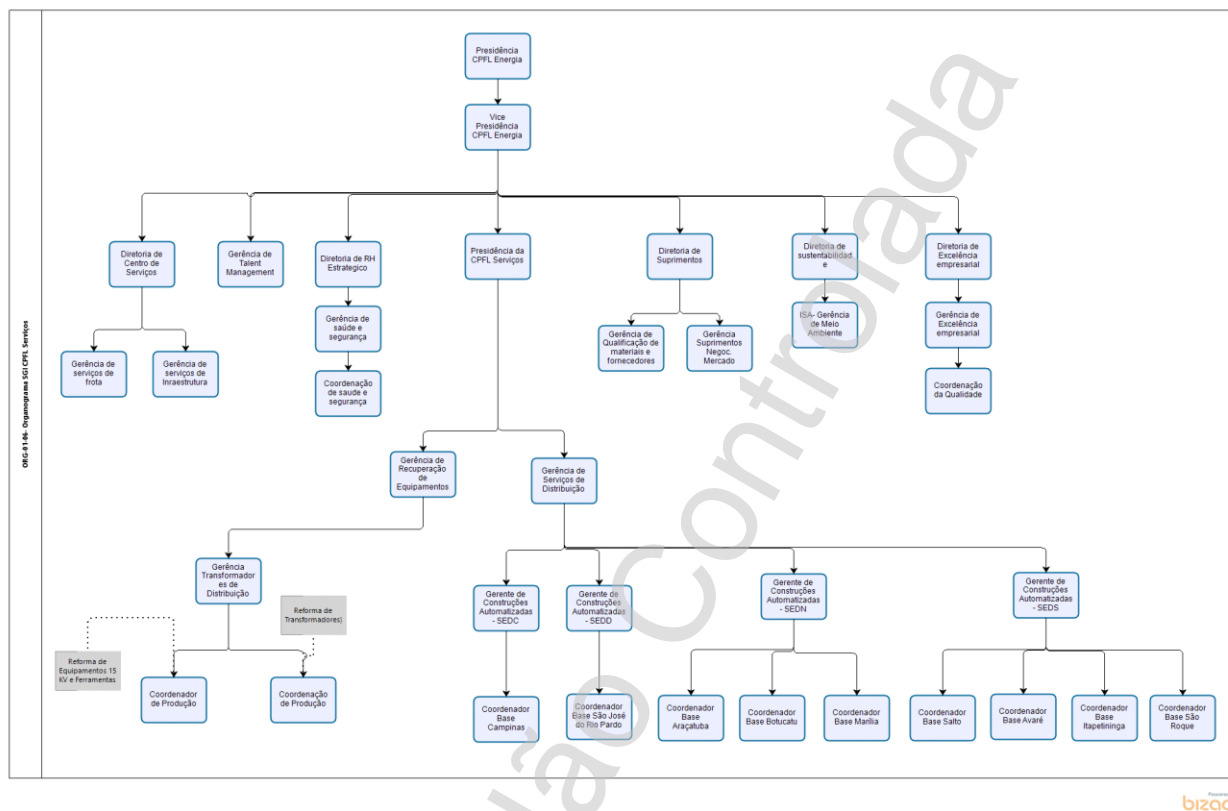 ORG-01-06- Organograma SGI CPFL Serviços
Presidência
CPFL Energia
Vice
Presidência
CPFL Energia
Diretoria de
Centro de
Serviços
Gerência de
Talent
Management
Diretoria de RH
Estrategico
Presidência da
CPFL Serviços
Diretoria de
Suprimentos
Diretoria de
sustentabilidad
e
Diretoria de
Excelência
empresarial
Gerência de
serviços de
frota
Gerência de
serviços de
Inraestrutura
Gerência de
saúde e
segurança
Coordenação
de saude e
segurança
Gerência de
Qualificação de
materiais e
fornecedores
Gerência
Suprimentos
Negoc.
Mercado
ISA- Gerência
de Meio
Ambiente
Gerência de
Excelência
empresarial
Coordenação
da Qualidade
Gerência de
Recuperação
de
Equipamentos
Gerência de
Serviços de
Distribuição
Gerência
Transformador
es de
Distribuição
Reforma de
Transformadores)
Reforma de
Equipamentos 15
KV e Ferramentas
Coordenador
de Produção
Coordenação
de Produção
Gerente de
Construções
Automatizadas
- SEDC
Gerente de
Construções
Automatizadas
- SEDD
Gerente de
Construções
Automatizadas
- SEDN
Gerente de
Construções
Automatizadas
- SEDS
Coordenador
Base
Campinas
Coordenador
Base São José
do Rio Pardo
Coordenador
Base
Araçatuba
Coordenador
Base Botucatu
Coordenador
Base Marília
Coordenador
Base Salto
Coordenador
Base Avaré
Coordenador
Base
Itapetininga
Coordenador
Base São
Roque
ão Controlada
Powered
bizag